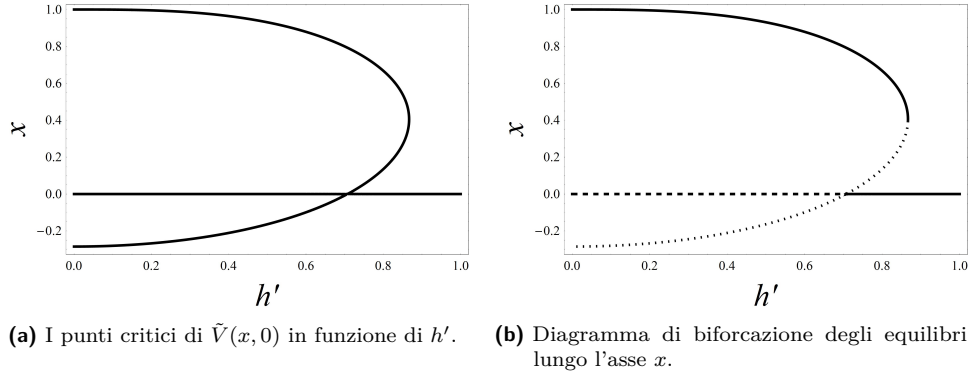 1.0
0.8
0.6
0.4
0.2
0.0
−0.2
x
0.0 0.2 0.4 0.6 0.8 1.0
h′
(a) I punti critici di Ṽ(x, 0) in funzione di h′.
1.0
0.8
0.6
0.4
0.2
0.0
−0.2
x
0.0 0.2 0.4 0.6 0.8 1.0
h′
(b) Diagramma di biforcazione degli equilibri
lungo l'asse x.